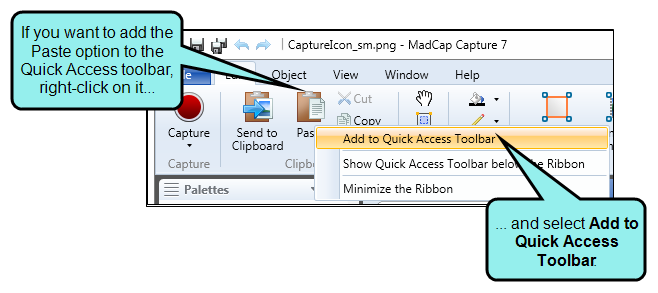 If you want to add the
Paste option to the
Quick Access toolbar,
right-click on it...
CaptureIcon_sm.png - MadCap Capture 7
Object View Window Help
Capture
Send to
Clipboard
Cut
Copy
Capture
Add to Quick Access Toolbar
Show Quick Access Toolbar below the Ribbon
Minimize the Ribbon
Palettes
... and select Add to
Quick Access
Toolbar.